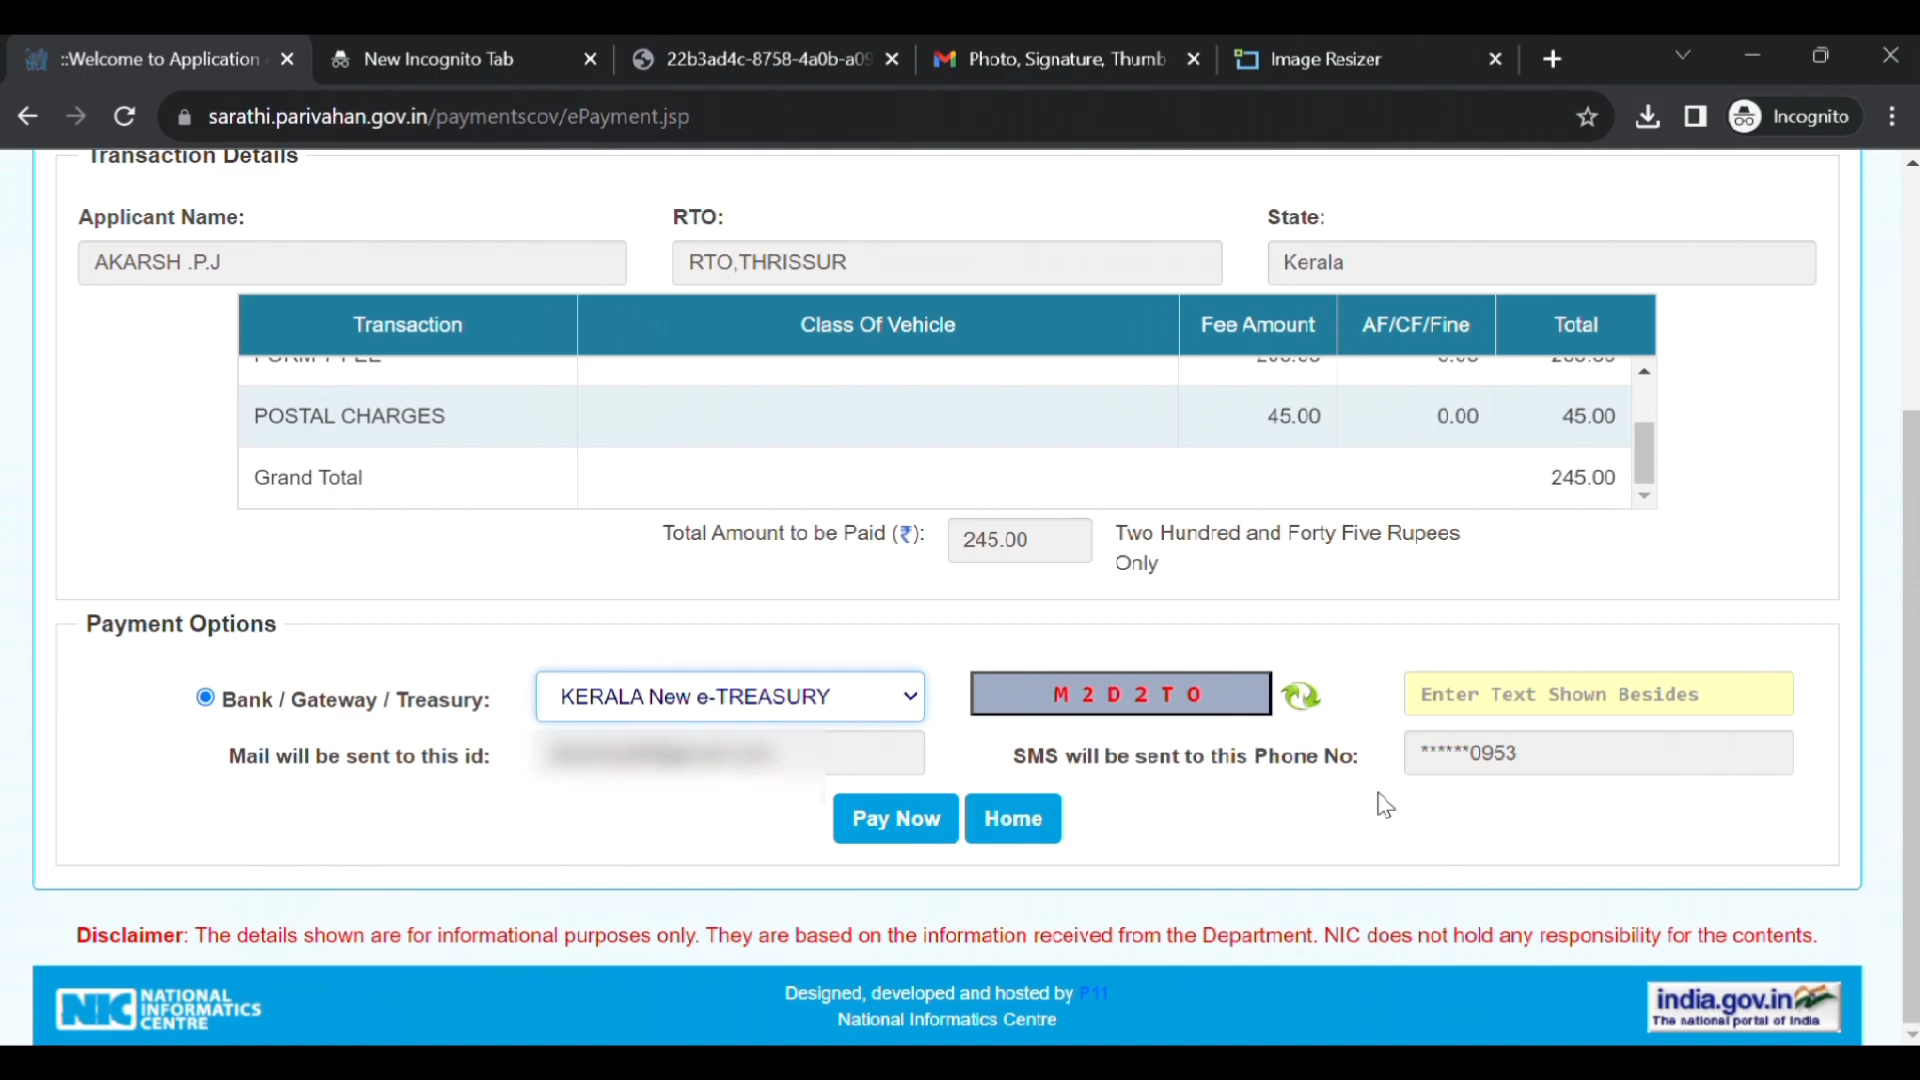 ::Welcome to Application
New Incognito Tab
22b3ad4c-8758-4a0b-a09
Photo, Signature, Thumb
Image Resizer
sarathi.parivahan.gov.in/paymentscov/ePayment.jsp
Incognito
Transaction Details
Applicant Name:
RTO:
State:
AKARSH .P.J
RTO,THRISSUR
Kerala
Transaction
Class Of Vehicle
Fee Amount
AF/CF/Fine
Total
POSTAL CHARGES
45.00
0.00
45.00
Grand Total
245.00
Total Amount to be Paid (₹):
245.00
Two Hundred and Forty Five Rupees
Only
Payment Options
Bank / Gateway / Treasury:
KERALA New e-TREASURY
M 2 D 2 T O
Enter Text Shown Besides
Mail will be sent to this id:
SMS will be sent to this Phone No:
******0953
Pay Now
Home
Disclaimer: The details shown are for informational purposes only. They are based on the information received from the Department. NIC does not hold any responsibility for the contents.
NIC
NATIONAL
INFORMATICS
CENTRE
Designed, developed and hosted by P11
National Informatics Centre
india.gov.in
The national portal of India